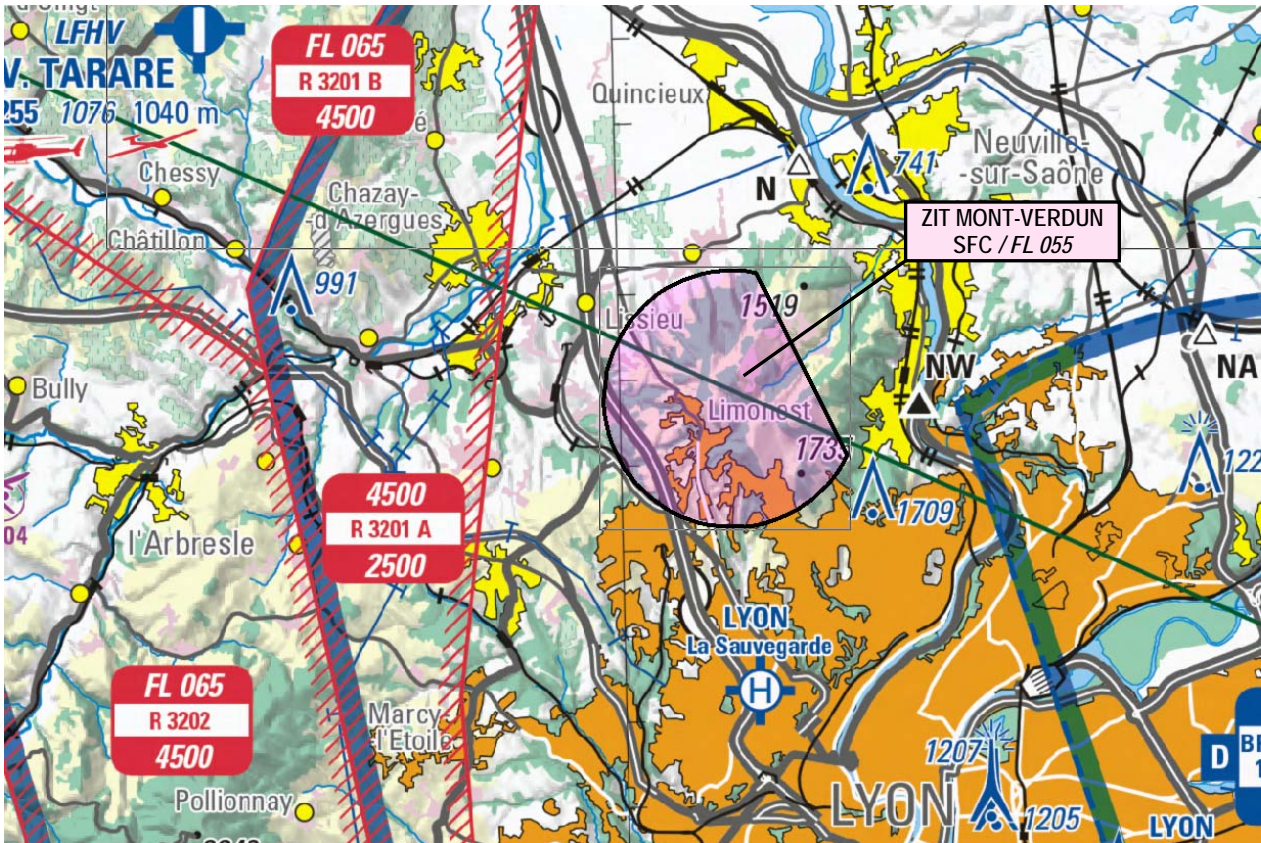 LFHV
V. TARARE
255 1076 1040 m
FL 065
R 3201 B
4500
Quincieux
741
N
Neuville-
-sur-Saône
Chessy
Chazay-
-d'Azergues
Châtillon
991
ZIT MONT-VERDUN
SFC / FL 055
Lissieu
1519
NW
NA
Bully
Limonest
1735
122
1709
04
l'Arbresle
4500
R 3201 A
2500
LYON
La Sauvegarde
H
FL 065
R 3202
4500
Marcy-
l'Etoile
1207
D
Pollionnay
LYON
1205
LYON